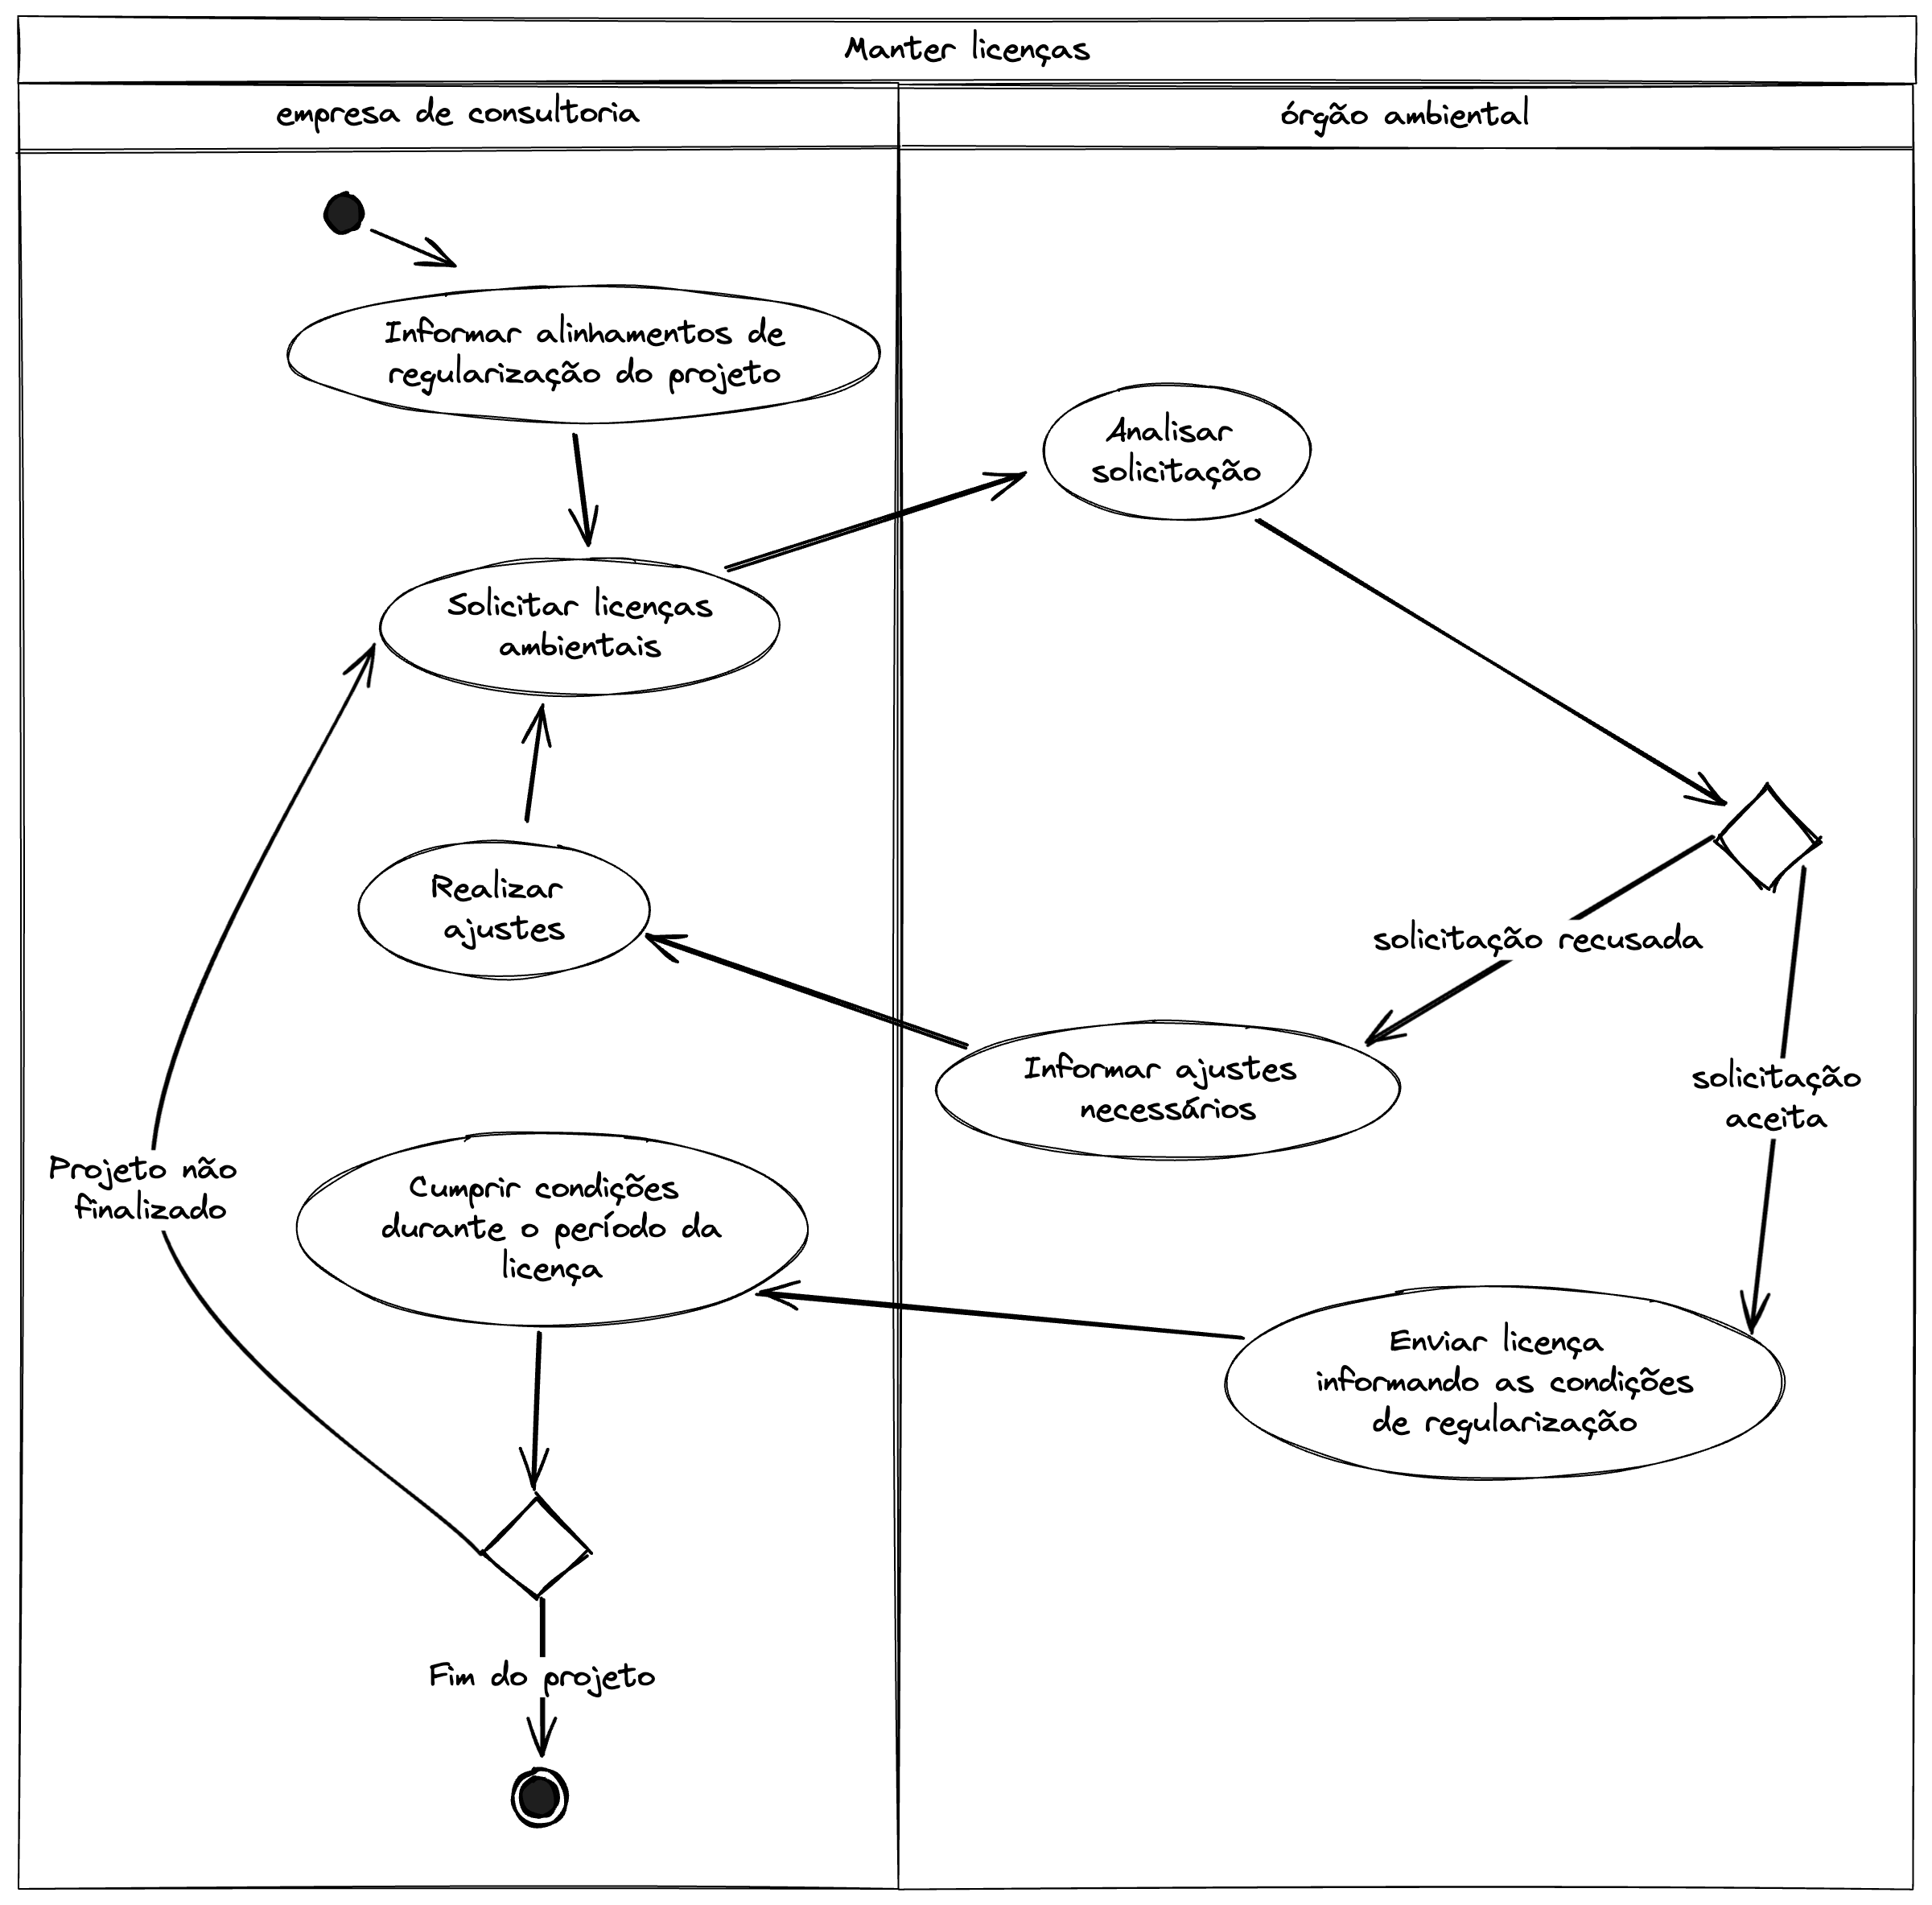 Manter licenças
empresa de consultoria
órgão ambiental
Informar alinhamentos de
regularização do projeto
Analisar
solicitação
Solicitar licenças
ambientais
Realizar
ajustes
solicitação recusada
Informar ajustes
necessários
solicitação
aceita
Projeto não
finalizado
Cumprir condições
durante o período da
licença
Enviar licença
informando as condições
de regularização
Fim do projeto